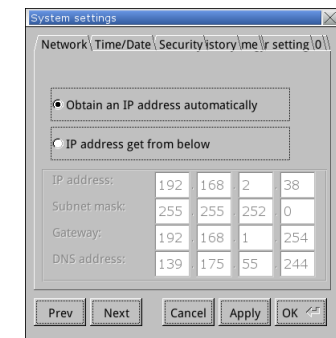 System settings
Network Time/Date Security istory me r setting 0
Obtain an IP address automatically
IP address get from below
IP address: 192 . 168 . 2 . 38
Subnet mask: 255 . 255 . 252 . 0
Gateway: 192 . 168 . 1 . 254
DNS address: 139 . 175 . 55 . 244
Prev Next Cancel Apply OK